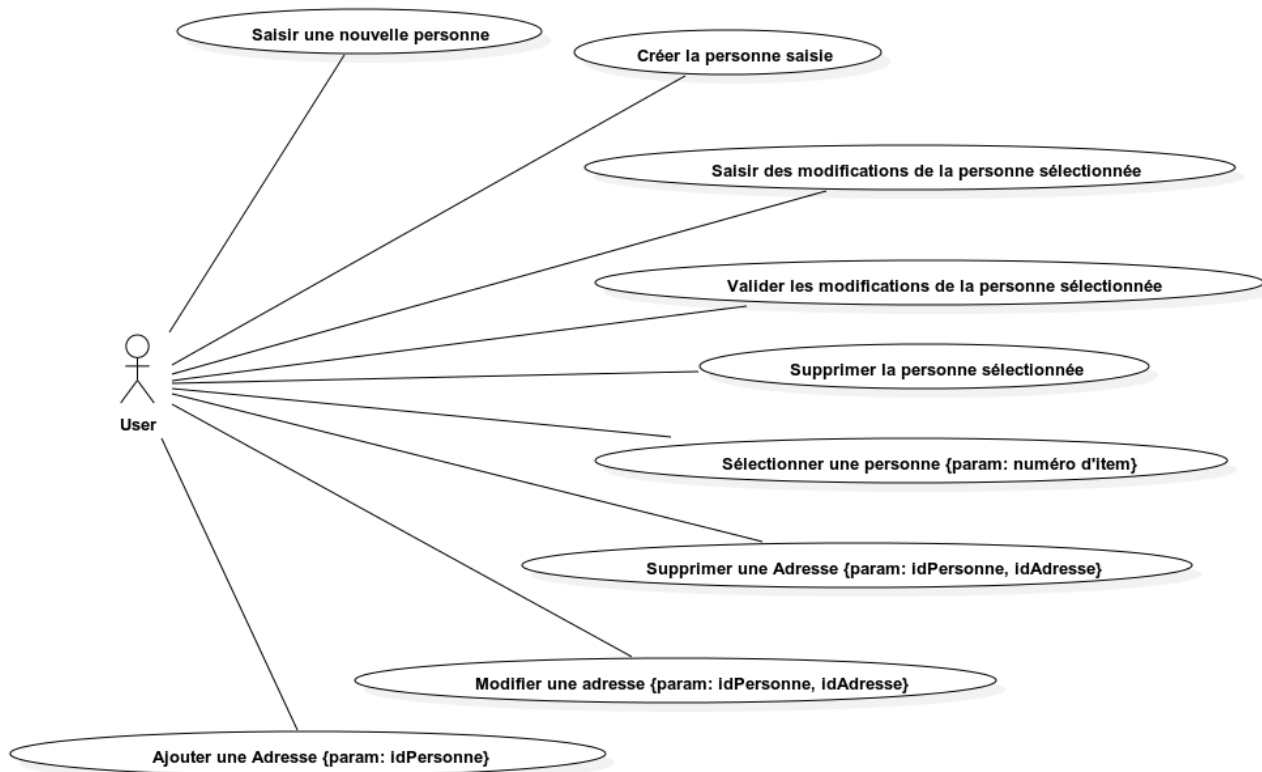 Saisir une nouvelle personne
Créer la personne saisie
Saisir des modifications de la personne sélectionnée
Valider les modifications de la personne sélectionnée
Supprimer la personne sélectionnée
User
Sélectionner une personne {param: numéro d'item}
Supprimer une Adresse {param: idPersonne, idAdresse}
Modifier une adresse {param: idPersonne, idAdresse}
Ajouter une Adresse {param: idPersonne}